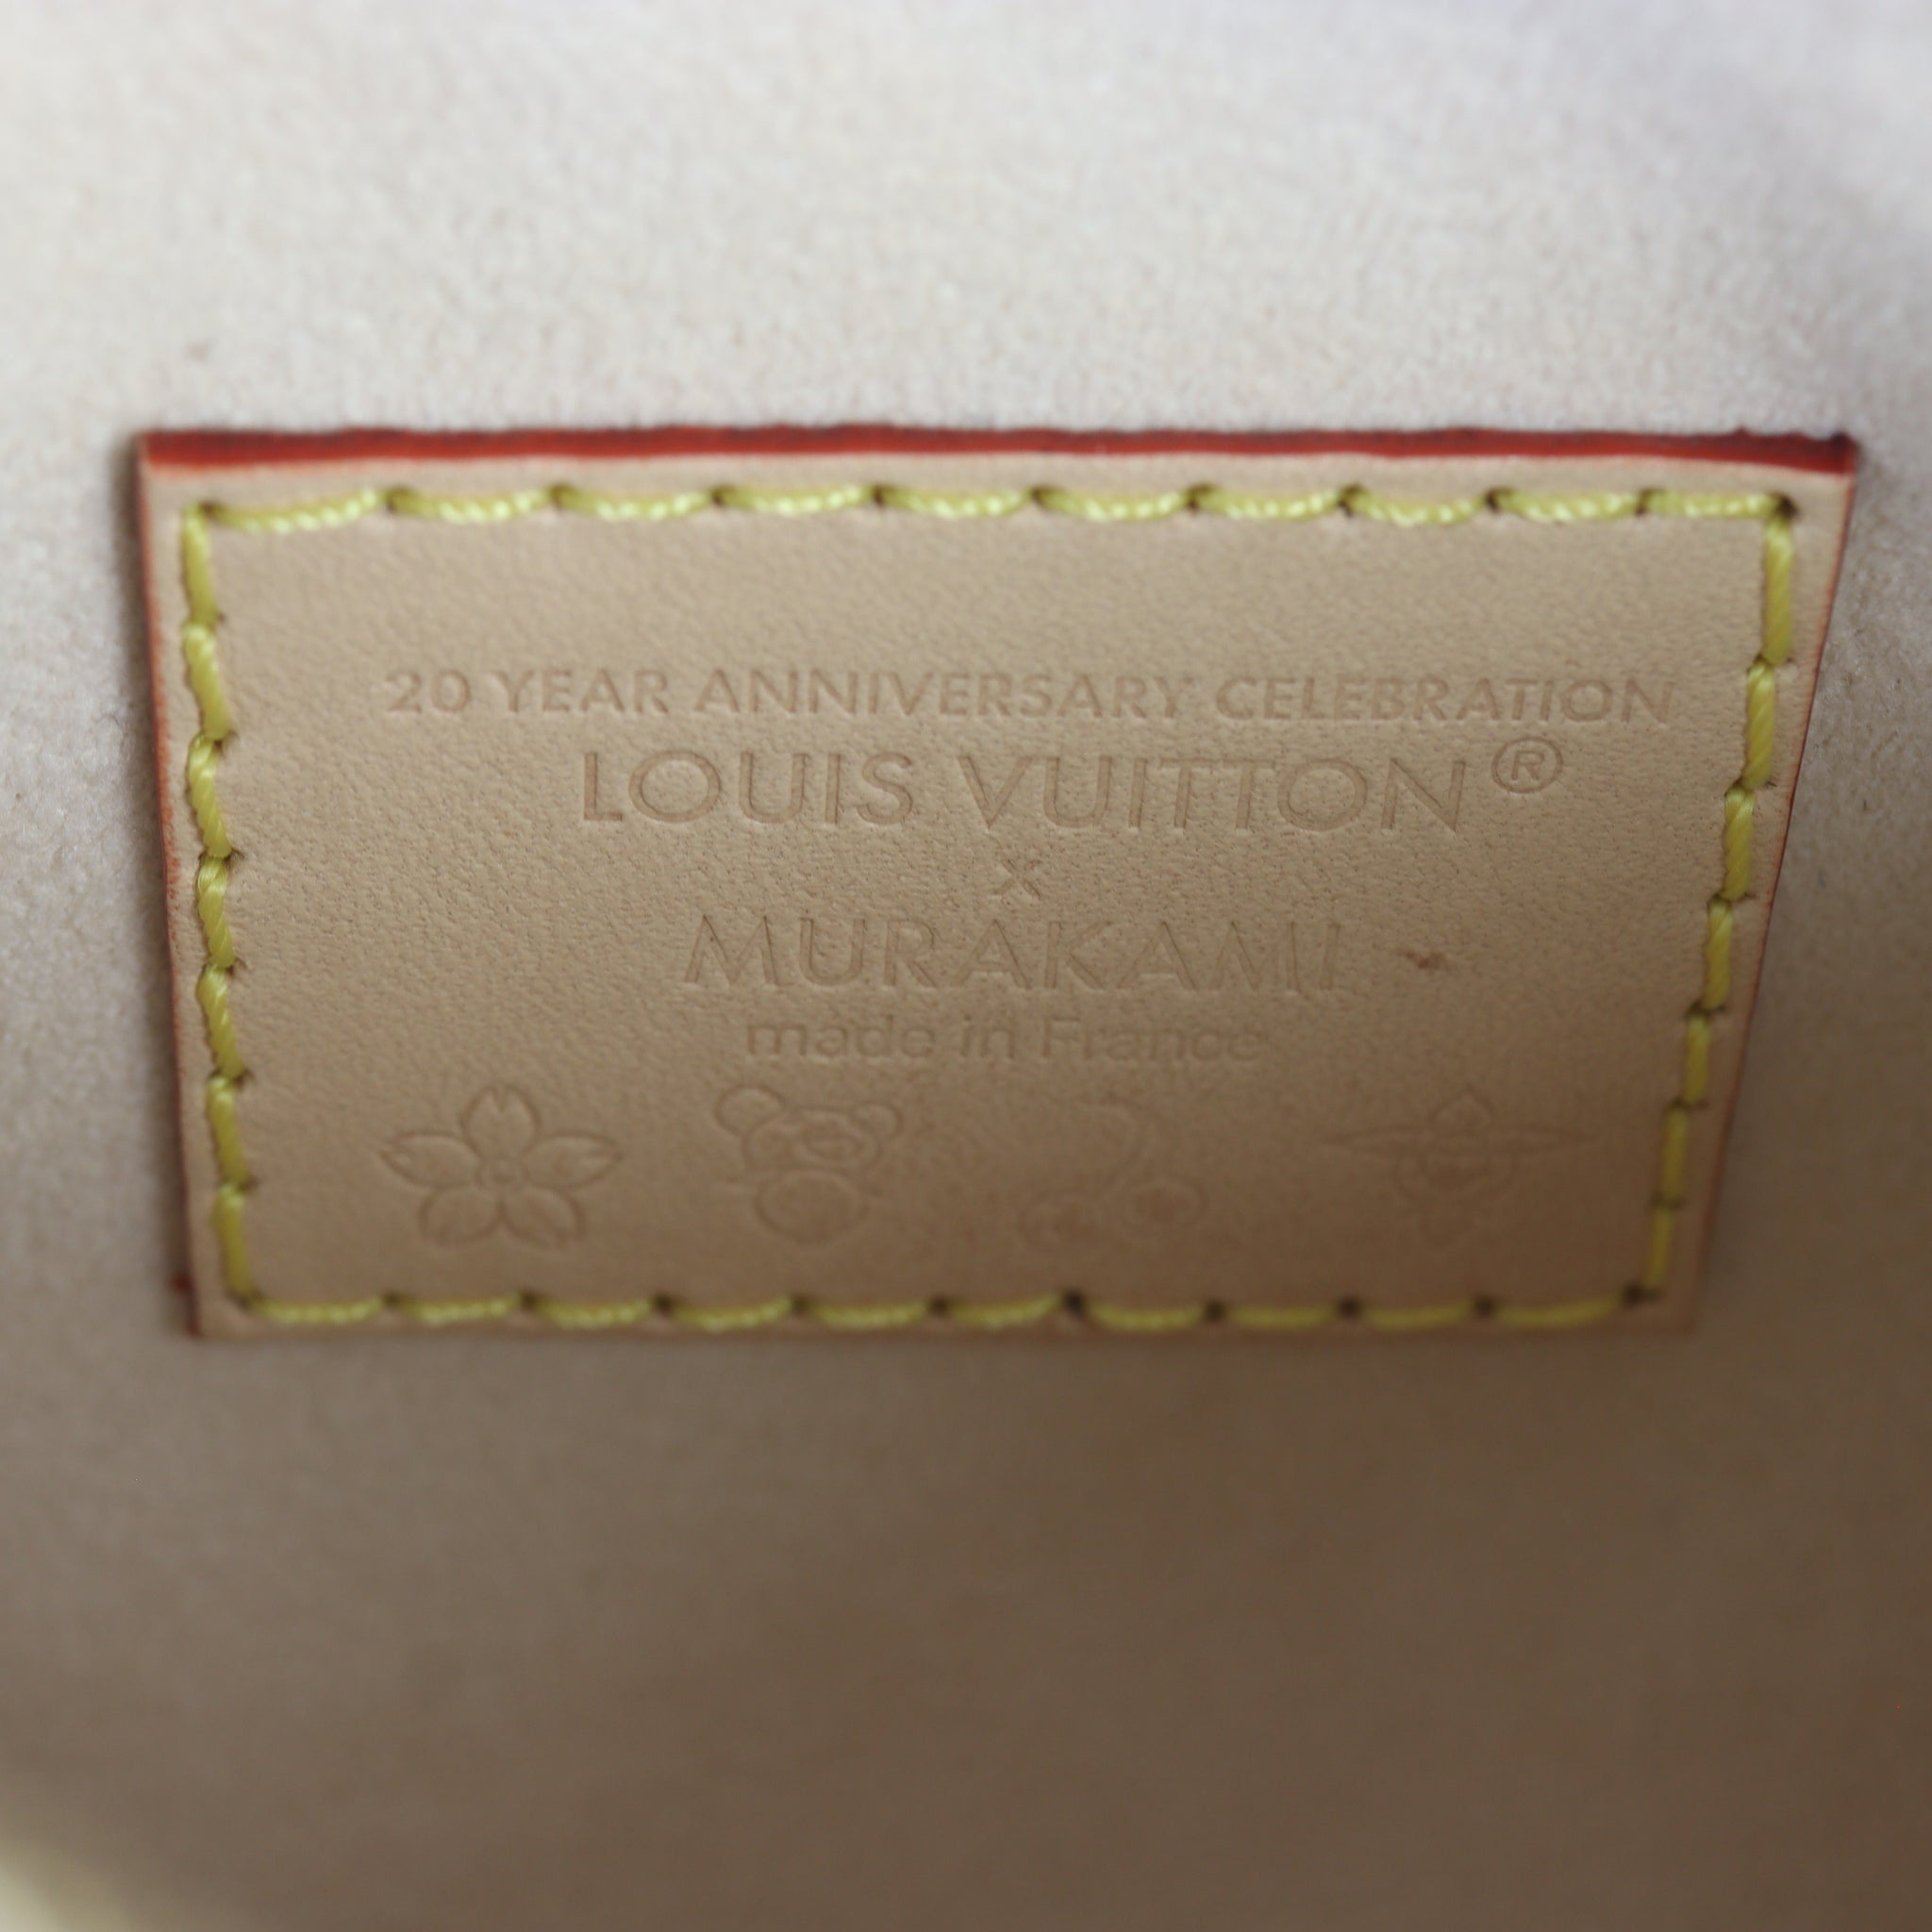 20 YEAR ANNIVERSARY CELEBRATION
LOUIS VUITTON®
×
MURAKAMI
made in France